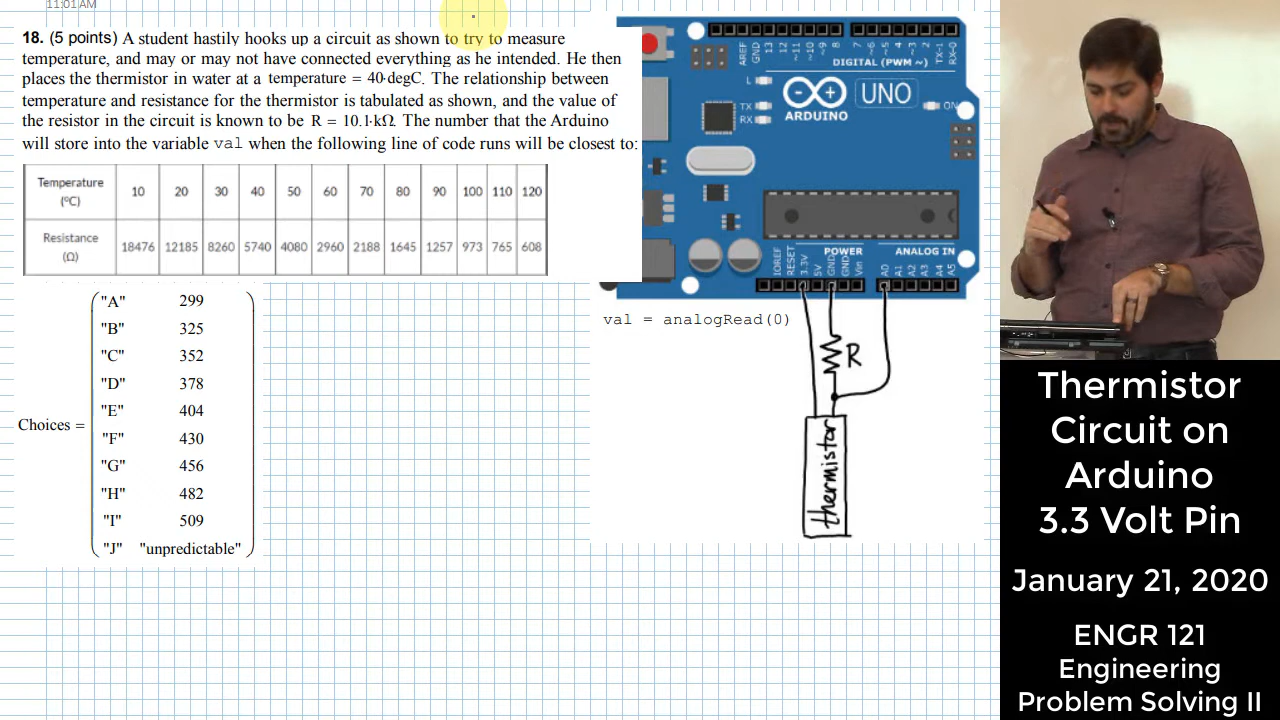 11:01 AM
18. (5 points) A student hastily hooks up a circuit as shown to try to measure
temperature, and may or may not have connected everything as he intended. He then
places the thermistor in water at a temperature = 40·degC. The relationship between
temperature and resistance for the thermistor is tabulated as shown, and the value of
the resistor in the circuit is known to be R = 10.1·kΩ. The number that the Arduino
will store into the variable val when the following line of code runs will be closest to:
Temperature (°C) 10 20 30 40 50 60 70 80 90 100 110 120
Resistance (Ω) 18476 12185 8260 5740 4080 2960 2188 1645 1257 973 765 608
Choices =
"A" 299
"B" 325
"C" 352
"D" 378
"E" 404
"F" 430
"G" 456
"H" 482
"I" 509
"J" "unpredictable"
AREF GND 13 12 ~11 ~10 ~9 8 7 ~6 ~5 4 ~3 2 TX-1 RX-0
DIGITAL (PWM ~)
L
TX
RX
ARDUINO
UNO
ON
POWER
ANALOG IN
IOREF RESET 3.3V 5V GND GND Vin A0 A1 A2 A3 A4 A5
val = analogRead(0)
R
thermistor
Thermistor
Circuit on
Arduino
3.3 Volt Pin
January 21, 2020
ENGR 121
Engineering
Problem Solving II